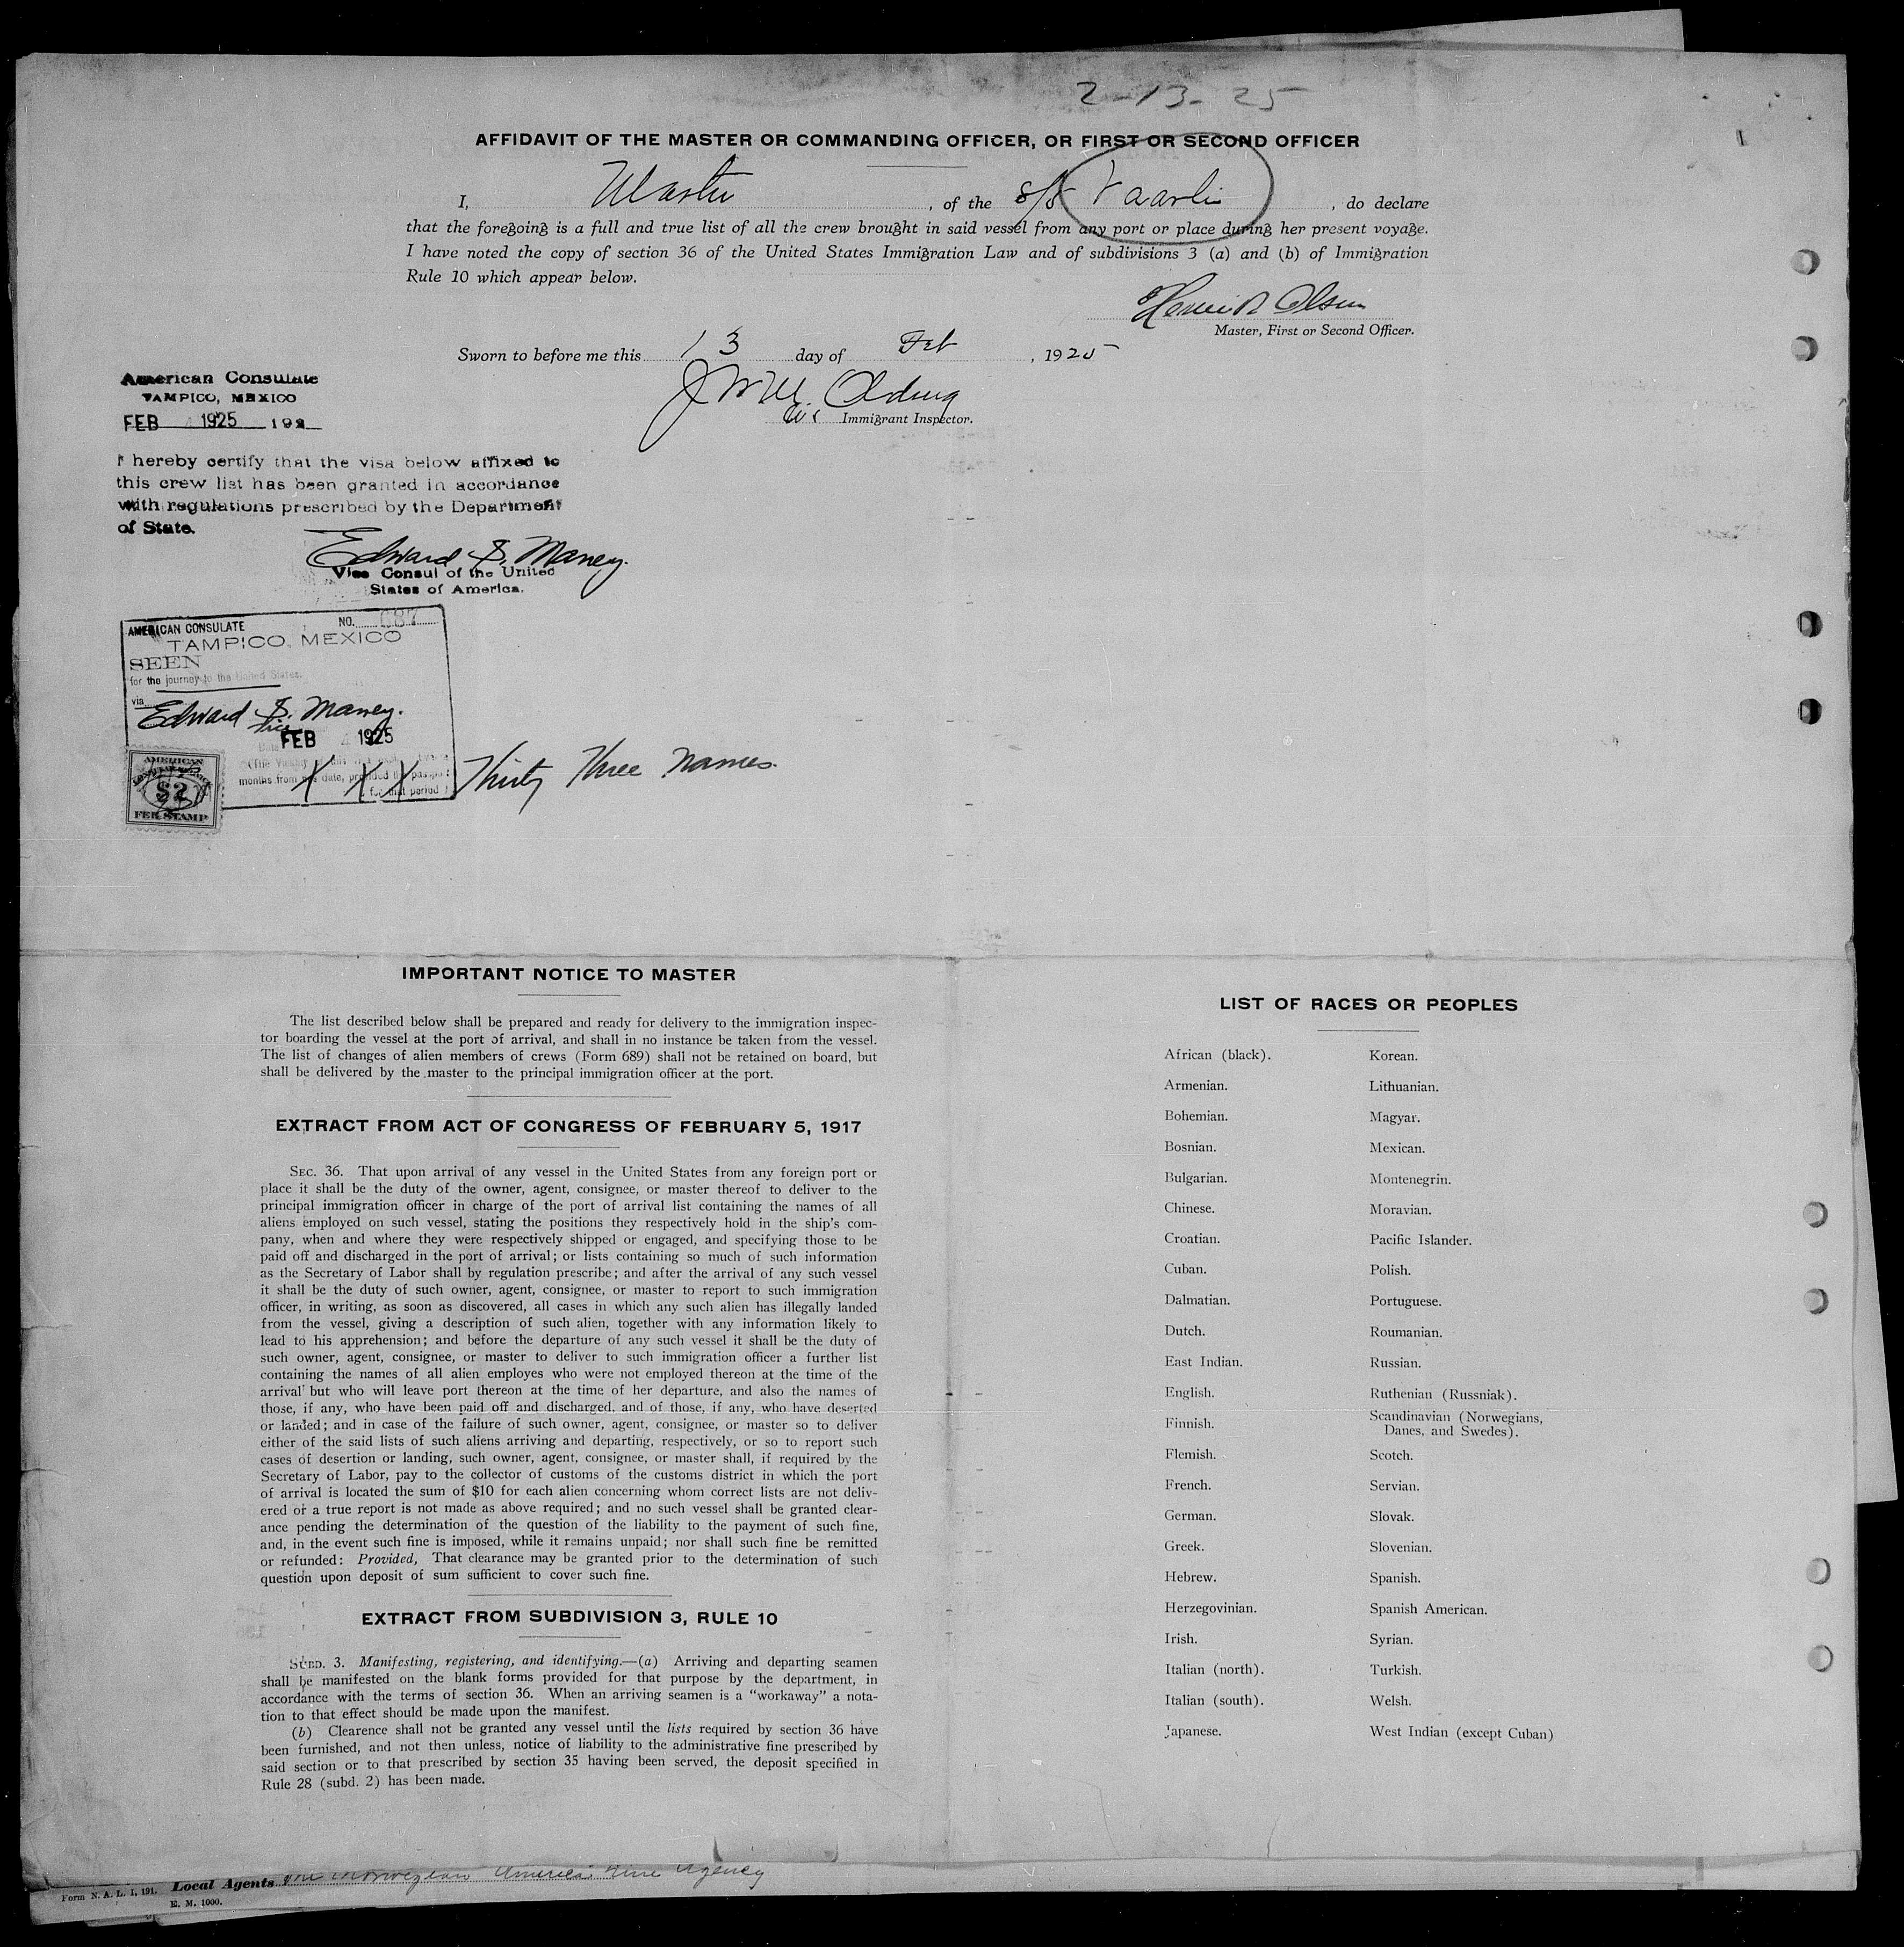 2-13-25
AFFIDAVIT OF THE MASTER OR COMMANDING OFFICER, OR FIRST OR SECOND OFFICER
I, Master, of the S/S Vaarli, do declare
that the foregoing is a full and true list of all the crew brought in said vessel from any port or place during her present voyage.
I have noted the copy of section 36 of the United States Immigration Law and of subdivisions 3 (a) and (b) of Immigration
Rule 10 which appear below.
Henrik Olsen
Master, First or Second Officer.
Sworn to before me this 13 day of Feb, 1925
Immigrant Inspector.
American Consulate
TAMPICO, MEXICO
FEB 4 1925 192
I hereby certify that the visa below affixed to
this crew list has been granted in accordance
with regulations prescribed by the Department
of State.
Edward S. Maney.
Vice Consul of the United
States of America.
AMERICAN CONSULATE NO. 687
TAMPICO, MEXICO
SEEN
for the journey to the United States.
via
Edward S. Maney.
Vice
Date FEB 4 1925
months from date, provided the passport
for that period
X X X Thirty Three names.
AMERICAN
$2
FEE STAMP
IMPORTANT NOTICE TO MASTER
The list described below shall be prepared and ready for delivery to the immigration inspec-
tor boarding the vessel at the port of arrival, and shall in no instance be taken from the vessel.
The list of changes of alien members of crews (Form 689) shall not be retained on board, but
shall be delivered by the master to the principal immigration officer at the port.
EXTRACT FROM ACT OF CONGRESS OF FEBRUARY 5, 1917
SEC. 36. That upon arrival of any vessel in the United States from any foreign port or
place it shall be the duty of the owner, agent, consignee, or master thereof to deliver to the
principal immigration officer in charge of the port of arrival list containing the names of all
aliens employed on such vessel, stating the positions they respectively hold in the ship's com-
pany, when and where they were respectively shipped or engaged, and specifying those to be
paid off and discharged in the port of arrival; or lists containing so much of such information
as the Secretary of Labor shall by regulation prescribe; and after the arrival of any such vessel
it shall be the duty of such owner, agent, consignee, or master to report to such immigration
officer, in writing, as soon as discovered, all cases in which any such alien has illegally landed
from the vessel, giving a description of such alien, together with any information likely to
lead to his apprehension; and before the departure of any such vessel it shall be the duty of
such owner, agent, consignee, or master to deliver to such immigration officer a further list
containing the names of all alien employes who were not employed thereon at the time of the
arrival but who will leave port thereon at the time of her departure, and also the names of
those, if any, who have been paid off and discharged, and of those, if any, who have deserted
or landed; and in case of the failure of such owner, agent, consignee, or master so to deliver
either of the said lists of such aliens arriving and departing, respectively, or so to report such
cases of desertion or landing, such owner, agent, consignee, or master shall, if required by the
Secretary of Labor, pay to the collector of customs of the customs district in which the port
of arrival is located the sum of $10 for each alien concerning whom correct lists are not deliv-
ered or a true report is not made as above required; and no such vessel shall be granted clear-
ance pending the determination of the question of the liability to the payment of such fine,
and, in the event such fine is imposed, while it remains unpaid; nor shall such fine be remitted
or refunded: Provided, That clearance may be granted prior to the determination of such
question upon deposit of sum sufficient to cover such fine.
EXTRACT FROM SUBDIVISION 3, RULE 10
SUBD. 3. Manifesting, registering, and identifying.—(a) Arriving and departing seamen
shall be manifested on the blank forms provided for that purpose by the department, in
accordance with the terms of section 36. When an arriving seamen is a "workaway" a nota-
tion to that effect should be made upon the manifest.
(b) Clearence shall not be granted any vessel until the lists required by section 36 have
been furnished, and not then unless, notice of liability to the administrative fine prescribed by
said section or to that prescribed by section 35 having been served, the deposit specified in
Rule 28 (subd. 2) has been made.
LIST OF RACES OR PEOPLES
African (black). Korean.
Armenian. Lithuanian.
Bohemian. Magyar.
Bosnian. Mexican.
Bulgarian. Montenegrin.
Chinese. Moravian.
Croatian. Pacific Islander.
Cuban. Polish.
Dalmatian. Portuguese.
Dutch. Roumanian.
East Indian. Russian.
English. Ruthenian (Russniak).
Finnish. Scandinavian (Norwegians,
Danes, and Swedes).
Flemish. Scotch.
French. Servian.
German. Slovak.
Greek. Slovenian.
Hebrew. Spanish.
Herzegovinian. Spanish American.
Irish. Syrian.
Italian (north). Turkish.
Italian (south). Welsh.
Japanese. West Indian (except Cuban)
Form N. A. L. I, 191. Local Agents The Norwegian America Line Agency
E. M. 1000.